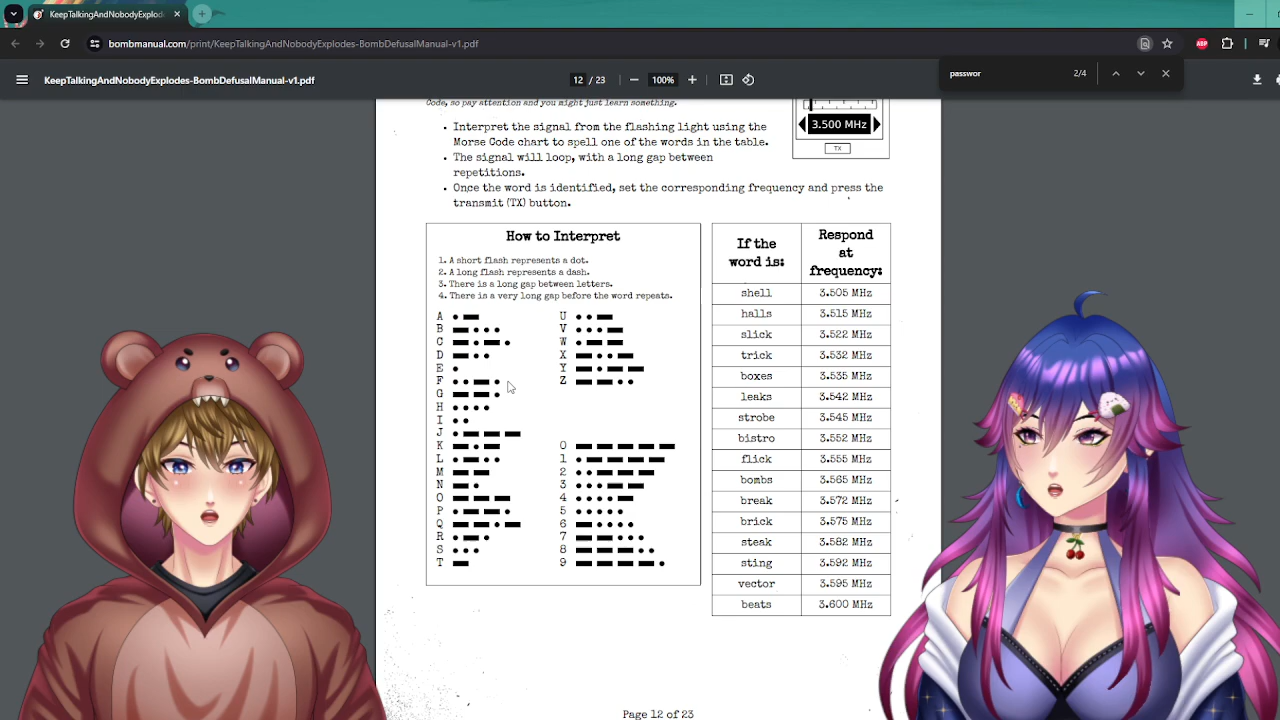 KeepTalkingAndNobodyExplodes
bombmanual.com/print/KeepTalkingAndNobodyExplodes-BombDefusalManual-v1.pdf
ABP
KeepTalkingAndNobodyExplodes-BombDefusalManual-v1.pdf
12 / 23
100%
passwor
2/4
Code, so pay attention and you might just learn something.
3.500 MHz
TX
• Interpret the signal from the flashing light using the
Morse Code chart to spell one of the words in the table.
• The signal will loop, with a long gap between
repetitions.
• Once the word is identified, set the corresponding frequency and press the
transmit (TX) button.
How to Interpret
1. A short flash represents a dot.
2. A long flash represents a dash.
3. There is a long gap between letters.
4. There is a very long gap before the word repeats.
A
B
C
D
E
F
G
H
I
J
K
L
M
N
O
P
Q
R
S
T
U
V
W
X
Y
Z
0
1
2
3
4
5
6
7
8
9
If the word is: Respond at frequency:
shell 3.505 MHz
halls 3.515 MHz
slick 3.522 MHz
trick 3.532 MHz
boxes 3.535 MHz
leaks 3.542 MHz
strobe 3.545 MHz
bistro 3.552 MHz
flick 3.555 MHz
bombs 3.565 MHz
break 3.572 MHz
brick 3.575 MHz
steak 3.582 MHz
sting 3.592 MHz
vector 3.595 MHz
beats 3.600 MHz
Page 12 of 23